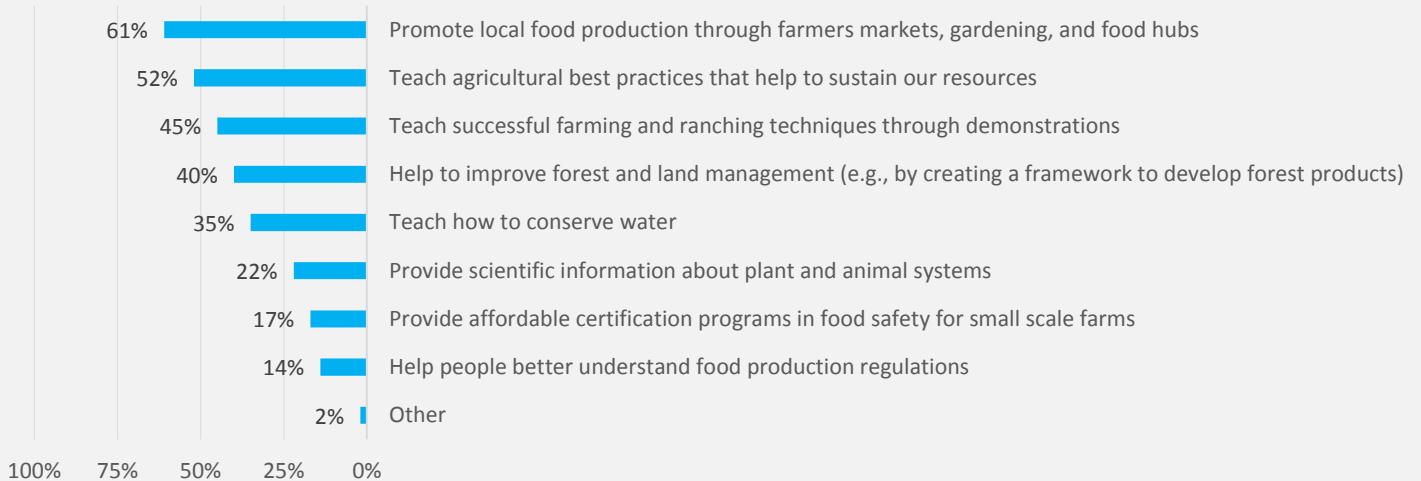 61% Promote local food production through farmers markets, gardening, and food hubs
52% Teach agricultural best practices that help to sustain our resources
45% Teach successful farming and ranching techniques through demonstrations
40% Help to improve forest and land management (e.g., by creating a framework to develop forest products)
35% Teach how to conserve water
22% Provide scientific information about plant and animal systems
17% Provide affordable certification programs in food safety for small scale farms
14% Help people better understand food production regulations
2% Other
100% 75% 50% 25% 0%